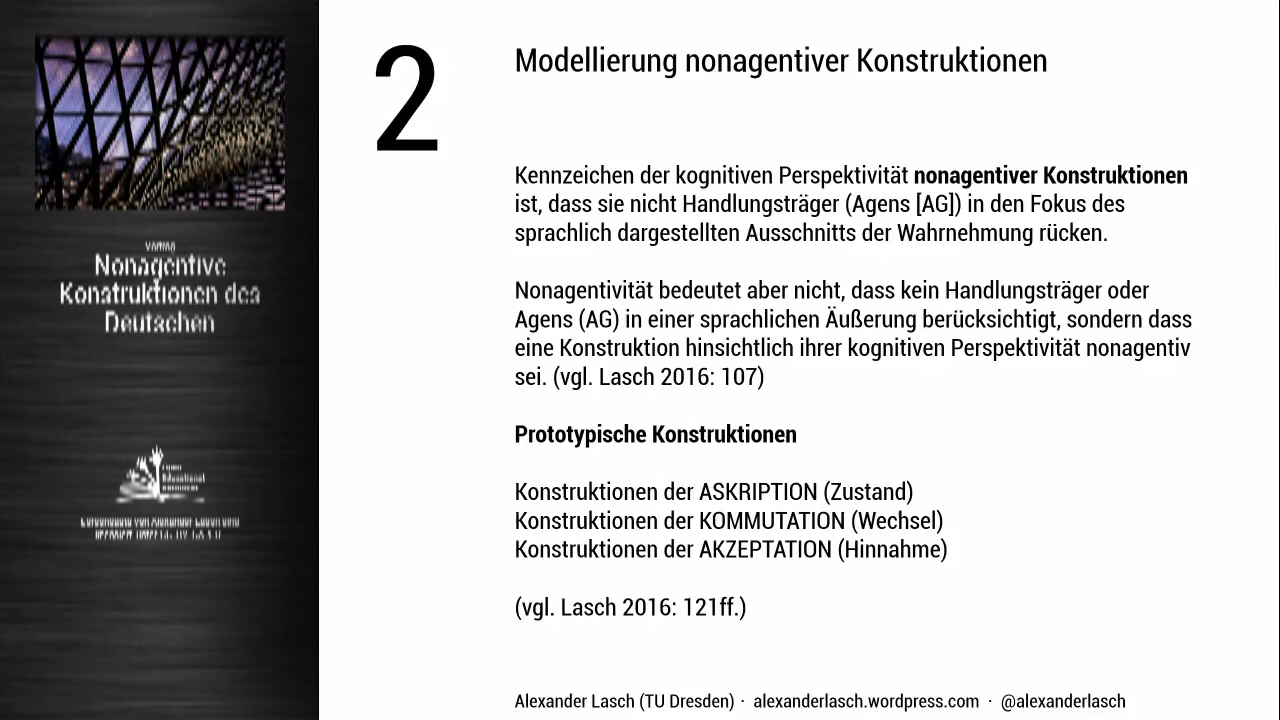 Vortrag
Nonagentive
Konstruktionen des
Deutschen
Open
Educational
Resources
2
Modellierung nonagentiver Konstruktionen
Kennzeichen der kognitiven Perspektivität nonagentiver Konstruktionen
ist, dass sie nicht Handlungsträger (Agens [AG]) in den Fokus des
sprachlich dargestellten Ausschnitts der Wahrnehmung rücken.
Nonagentivität bedeutet aber nicht, dass kein Handlungsträger oder
Agens (AG) in einer sprachlichen Äußerung berücksichtigt, sondern dass
eine Konstruktion hinsichtlich ihrer kognitiven Perspektivität nonagentiv
sei. (vgl. Lasch 2016: 107)
Prototypische Konstruktionen
Konstruktionen der ASKRIPTION (Zustand)
Konstruktionen der KOMMUTATION (Wechsel)
Konstruktionen der AKZEPTATION (Hinnahme)
(vgl. Lasch 2016: 121ff.)
Alexander Lasch (TU Dresden) · alexanderlasch.wordpress.com · @alexanderlasch